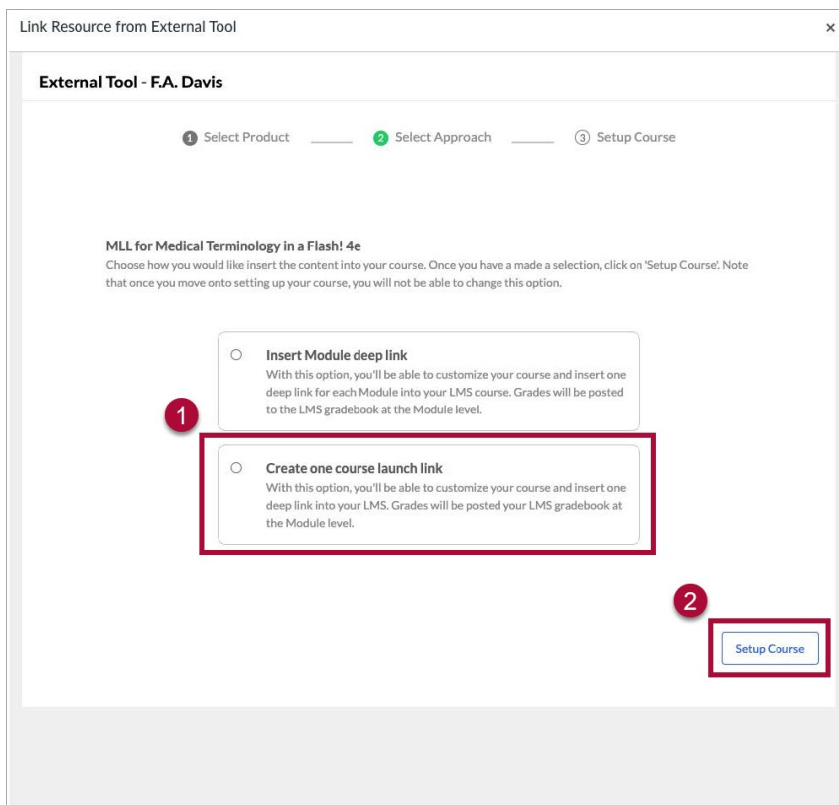 Link Resource from External Tool
×
External Tool - F.A. Davis
1 Select Product
2 Select Approach
3 Setup Course
MLL for Medical Terminology in a Flash! 4e
Choose how you would like insert the content into your course. Once you have a made a selection, click on 'Setup Course'. Note
that once you move onto setting up your course, you will not be able to change this option.
Insert Module deep link
With this option, you'll be able to customize your course and insert one
deep link for each Module into your LMS course. Grades will be posted
to the LMS gradebook at the Module level.
1
Create one course launch link
With this option, you'll be able to customize your course and insert one
deep link into your LMS. Grades will be posted your LMS gradebook at
the Module level.
2
Setup Course